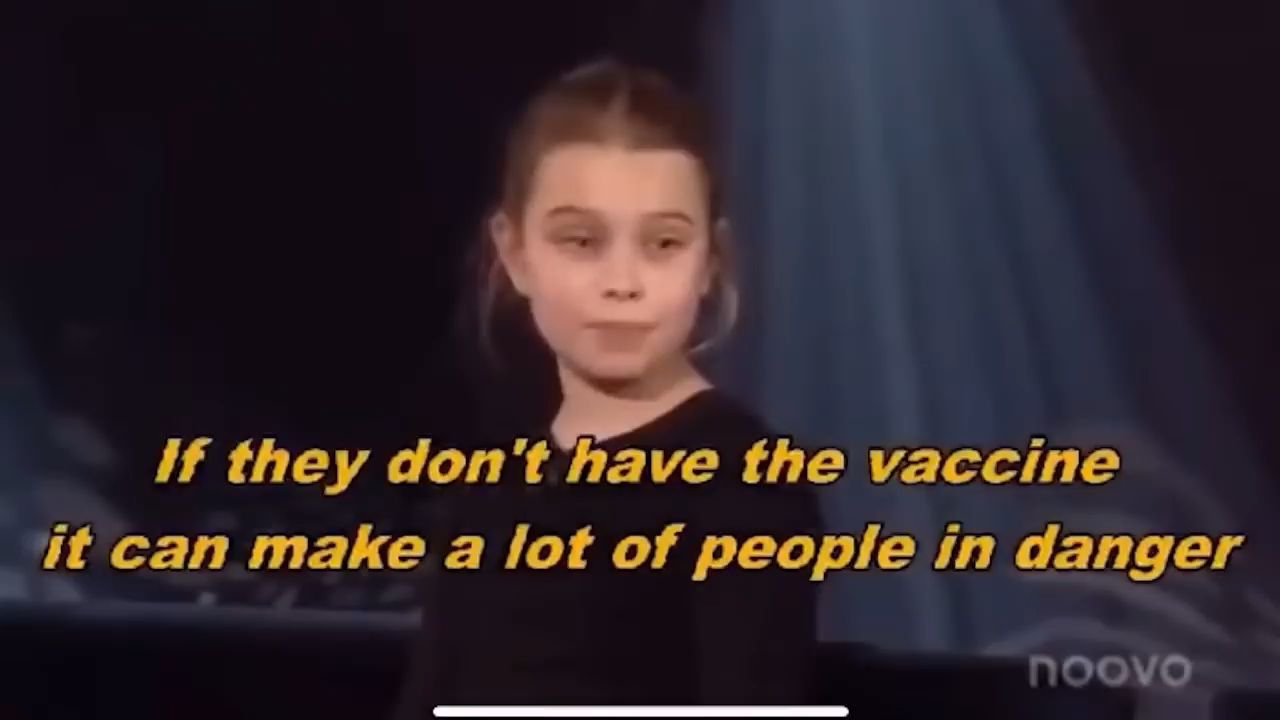 If they don't have the vaccine
it can make a lot of people in danger
noovo